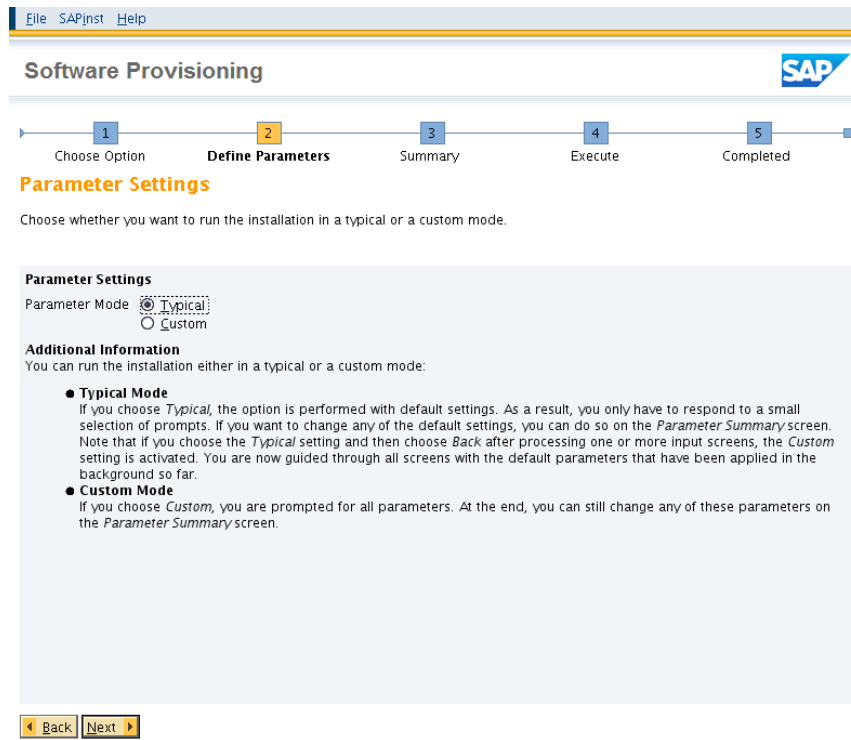 File SAPinst Help
Software Provisioning
SAP
1 2 3 4 5
Choose Option Define Parameters Summary Execute Completed
Parameter Settings
Choose whether you want to run the installation in a typical or a custom mode.
Parameter Settings
Parameter Mode Typical
Custom
Additional Information
You can run the installation either in a typical or a custom mode:
● Typical Mode
If you choose Typical, the option is performed with default settings. As a result, you only have to respond to a small
selection of prompts. If you want to change any of the default settings, you can do so on the Parameter Summary screen.
Note that if you choose the Typical setting and then choose Back after processing one or more input screens, the Custom
setting is activated. You are now guided through all screens with the default parameters that have been applied in the
background so far.
● Custom Mode
If you choose Custom, you are prompted for all parameters. At the end, you can still change any of these parameters on
the Parameter Summary screen.
Back Next